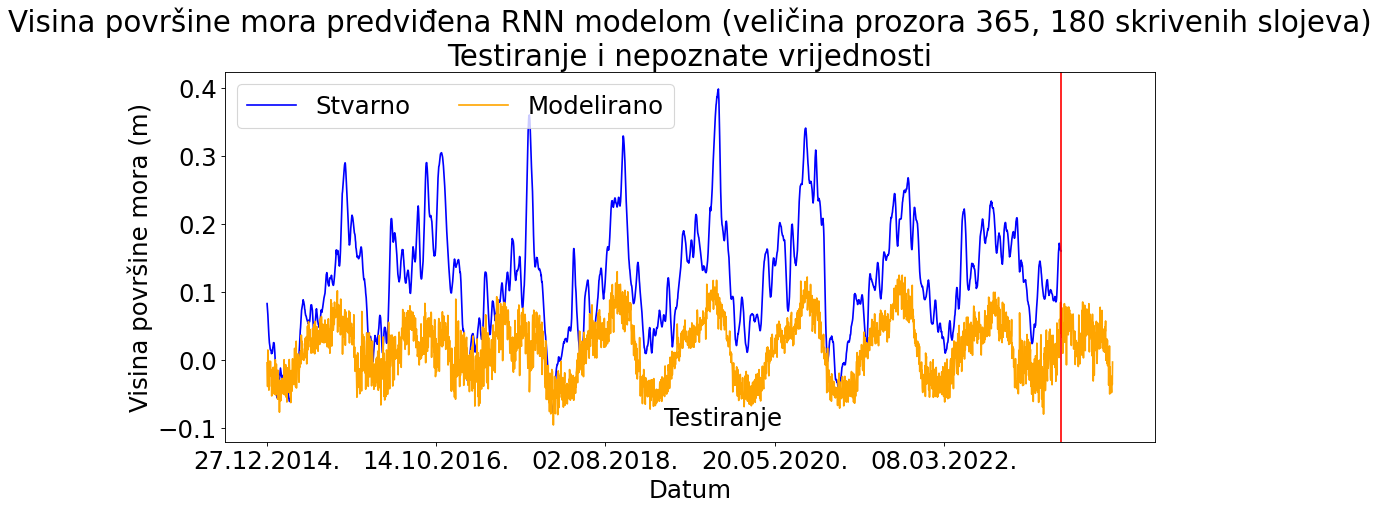 Visina površine mora predviđena RNN modelom (veličina prozora 365, 180 skrivenih slojeva)
Testiranje i nepoznate vrijednosti
Stvarno
Modelirano
Visina površine mora (m)
0.4
0.3
0.2
0.1
0.0
−0.1
Testiranje
27.12.2014.
14.10.2016.
02.08.2018.
20.05.2020.
08.03.2022.
Datum